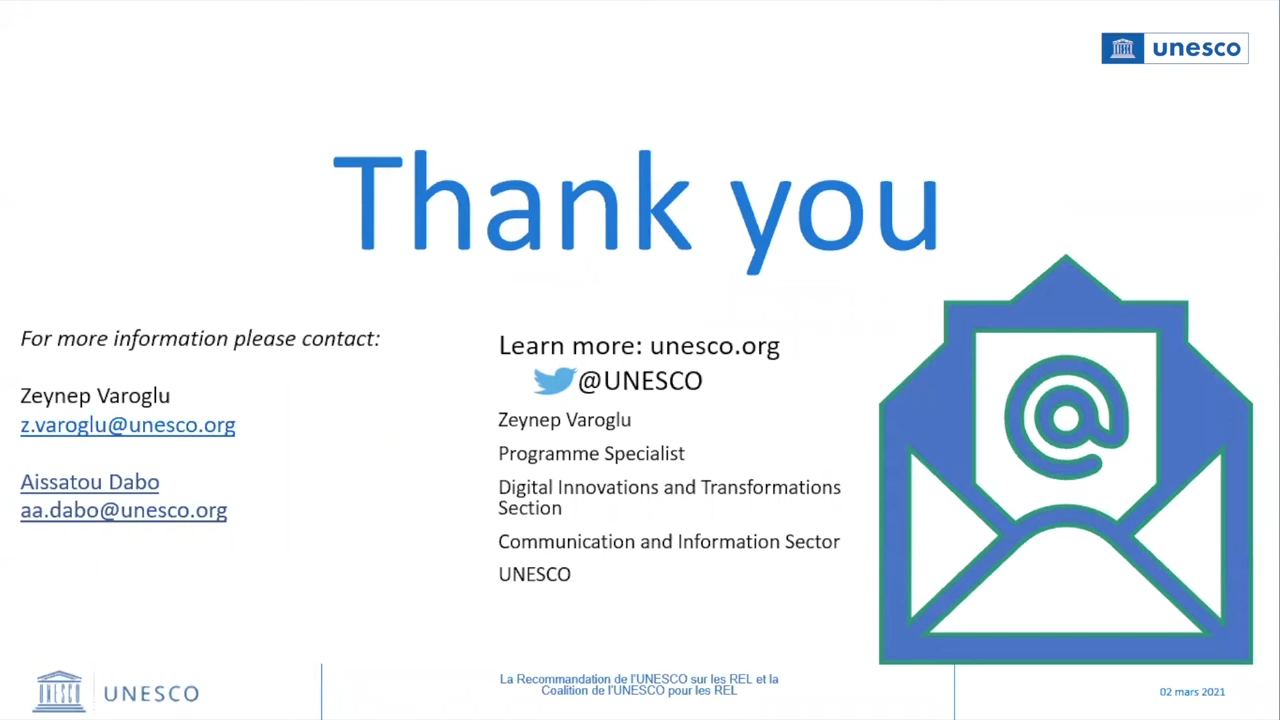 unesco
Thank you
For more information please contact:
Zeynep Varoglu
z.varoglu@unesco.org
Aissatou Dabo
aa.dabo@unesco.org
Learn more: unesco.org
@UNESCO
Zeynep Varoglu
Programme Specialist
Digital Innovations and Transformations
Section
Communication and Information Sector
UNESCO
@
UNESCO
La Recommandation de l'UNESCO sur les REL et la
Coalition de l'UNESCO pour les REL
02 mars 2021